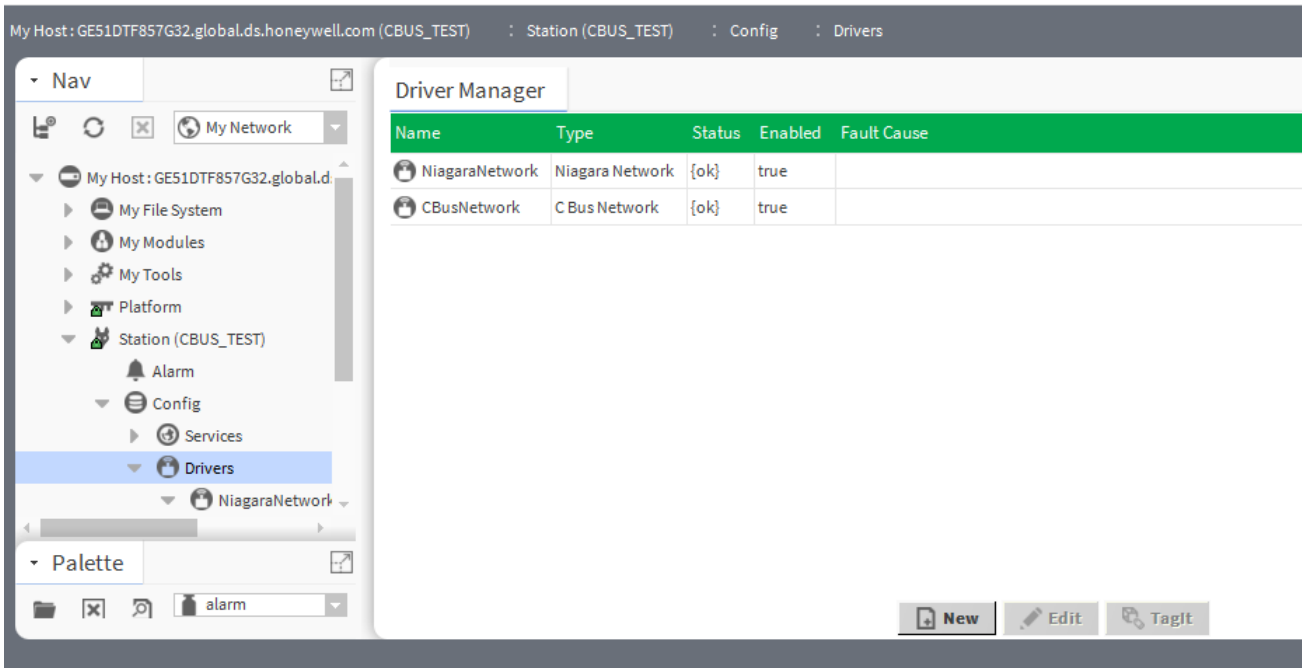 My Host : GE51DTF857G32.global.ds.honeywell.com (CBUS_TEST) : Station (CBUS_TEST) : Config : Drivers
Nav
My Network
My Host : GE51DTF857G32.global.d
My File System
My Modules
My Tools
Platform
Station (CBUS_TEST)
Alarm
Config
Services
Drivers
NiagaraNetwork
Palette
alarm
Driver Manager
Name Type Status Enabled Fault Cause
NiagaraNetwork Niagara Network {ok} true
CBusNetwork C Bus Network {ok} true
New Edit TagIt